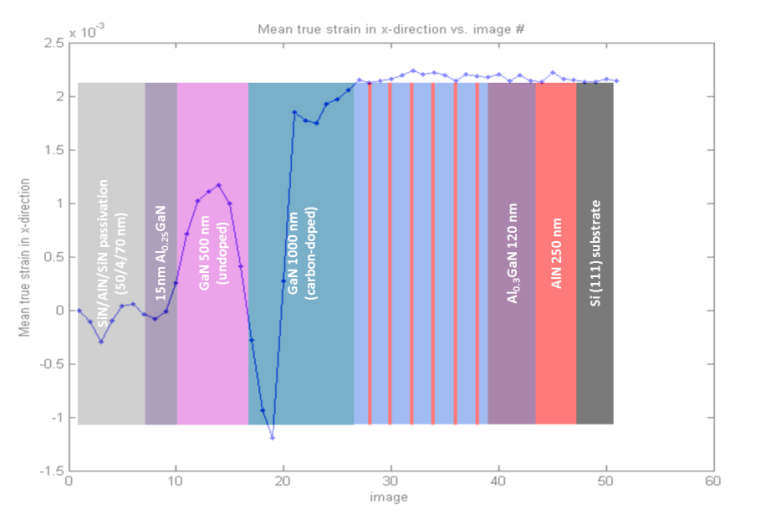 Mean true strain in x-direction vs. image #
x 10⁻³
2.5
2
1.5
1
0.5
0
-0.5
-1
-1.5
Mean true strain in x-direction
SiN/AlN/SiN passivation
(50/4/70 nm)
15nm Al₀.₂₅GaN
GaN 500 nm
(undoped)
GaN 1000 nm
(carbon-doped)
Al₀.₃GaN 120 nm
AlN 250 nm
Si (111) substrate
0 10 20 30 40 50 60
image